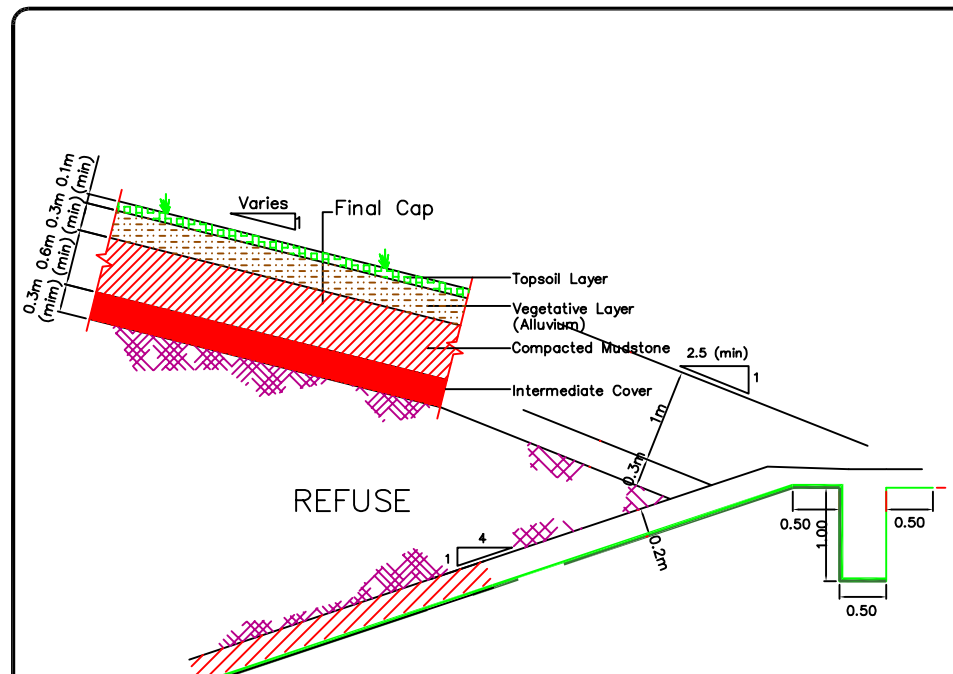 0.3m 0.6m 0.3m 0.1m
(mim) (min) (min) (min)
Varies
1
Final Cap
Topsoil Layer
Vegetative Layer
(Alluvium)
Compacted Mudstone
Intermediate Cover
2.5 (min)
1
1m
0.3m
REFUSE
4
1
0.2m
0.50
1.00
0.50
0.50